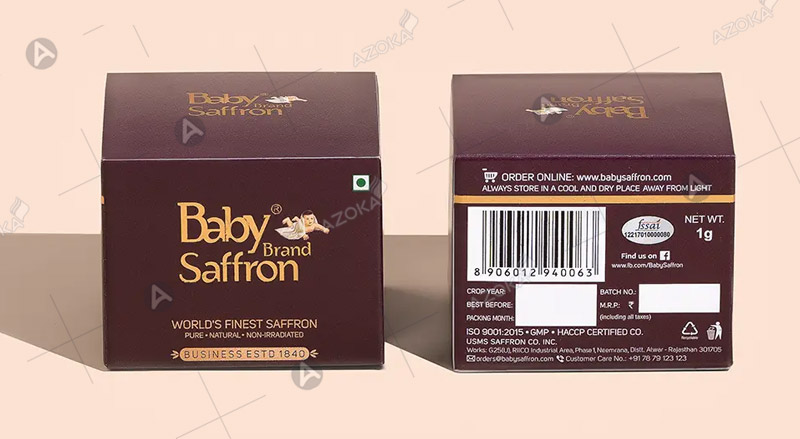 Baby®
Brand
Saffron
Baby®
Brand
Saffron
WORLD'S FINEST SAFFRON
PURE • NATURAL • NON-IRRADIATED
BUSINESS ESTD 1840
Baby®
Brand
Saffron
ORDER ONLINE: www.babysaffron.com
ALWAYS STORE IN A COOL AND DRY PLACE AWAY FROM LIGHT
8 906012 940063
fssai
12217010000080
NET WT.
1g
Find us on f
www.fb.com/BabySaffron
CROP YEAR
BEST BEFORE:
PACKING MONTH:
BATCH NO.:
M.R.P.: ₹
(including all taxes)
ISO 9001:2015 • GMP • HACCP CERTIFIED CO.
USMS SAFFRON CO. INC.
Works: G25(J), RIICO Industrial Area, Phase 1, Neemrana, Distt. Alwar - Rajasthan 301705
orders@babysaffron.com Customer Care No.: +91 78 79 123 123
Recyclable
AZOKA
AZOKA
AZOKA
AZOKA